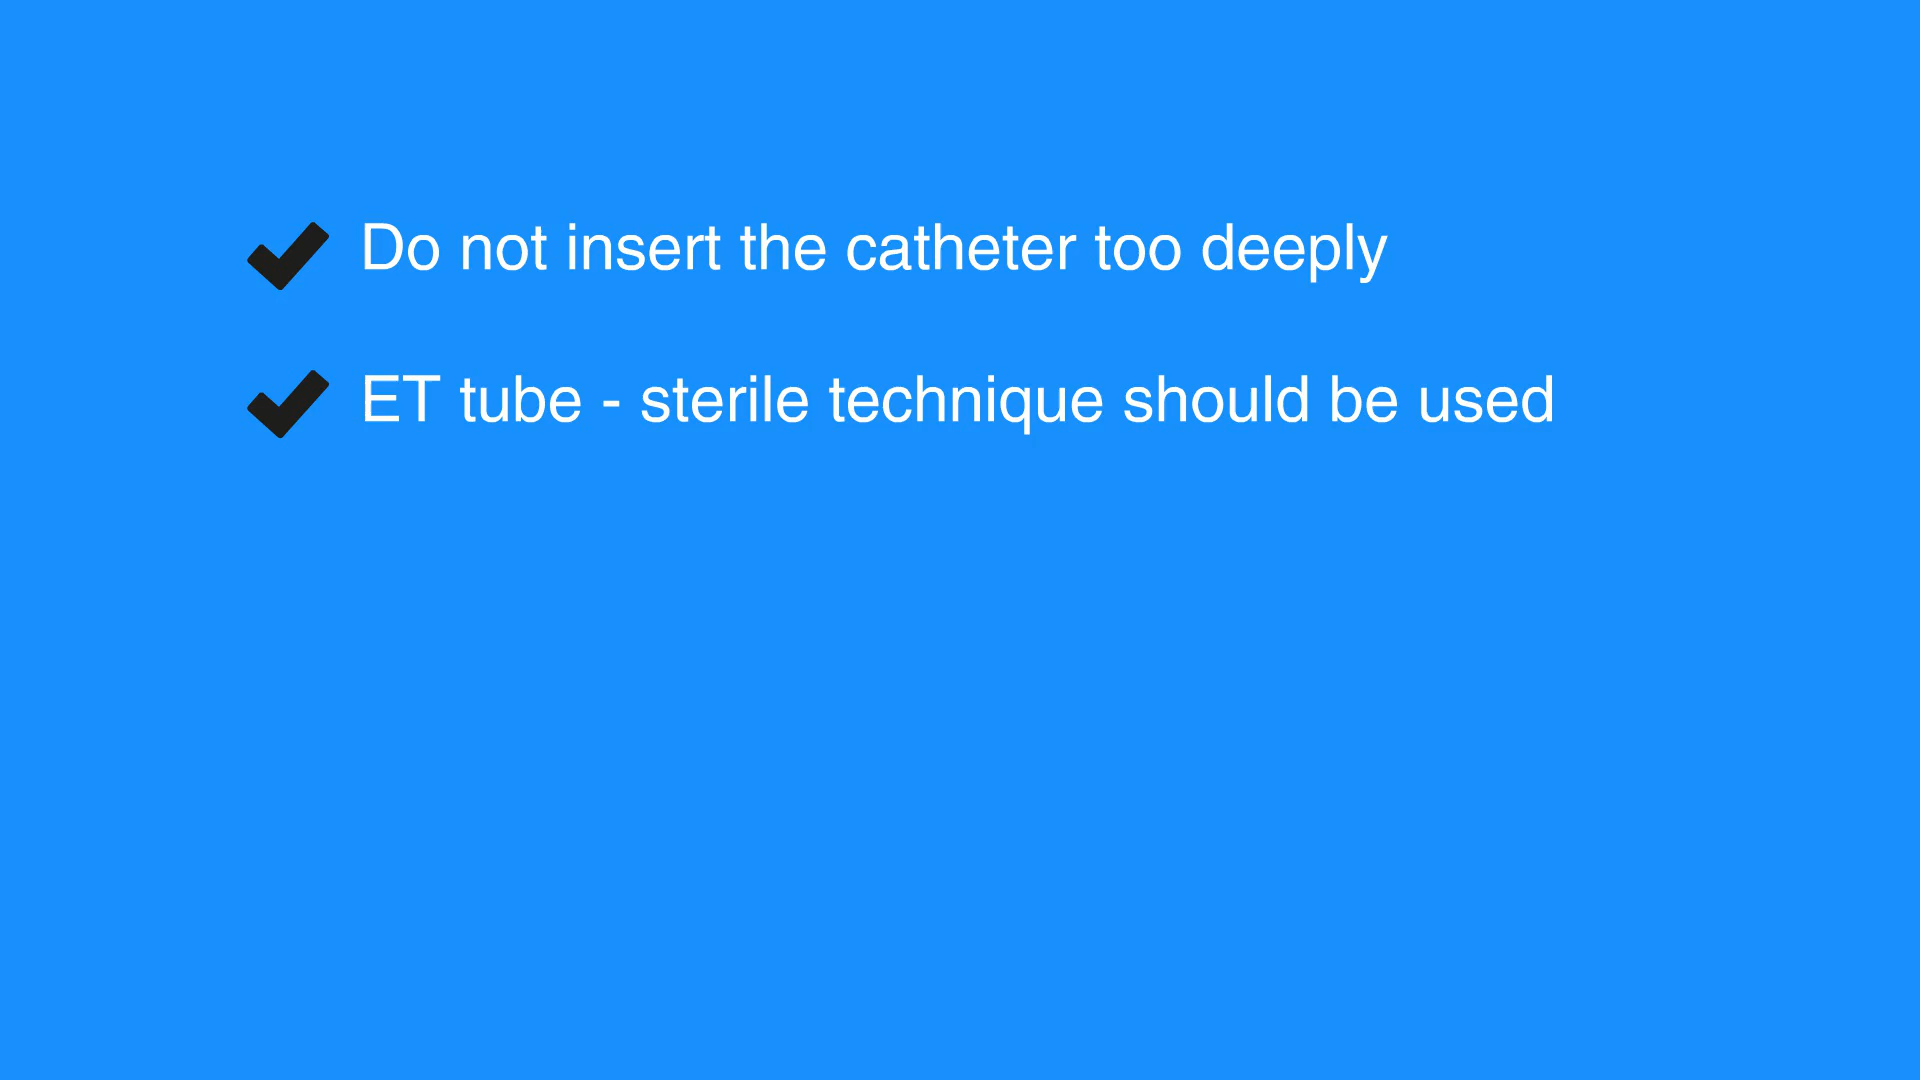 Do not insert the catheter too deeply
ET tube - sterile technique should be used